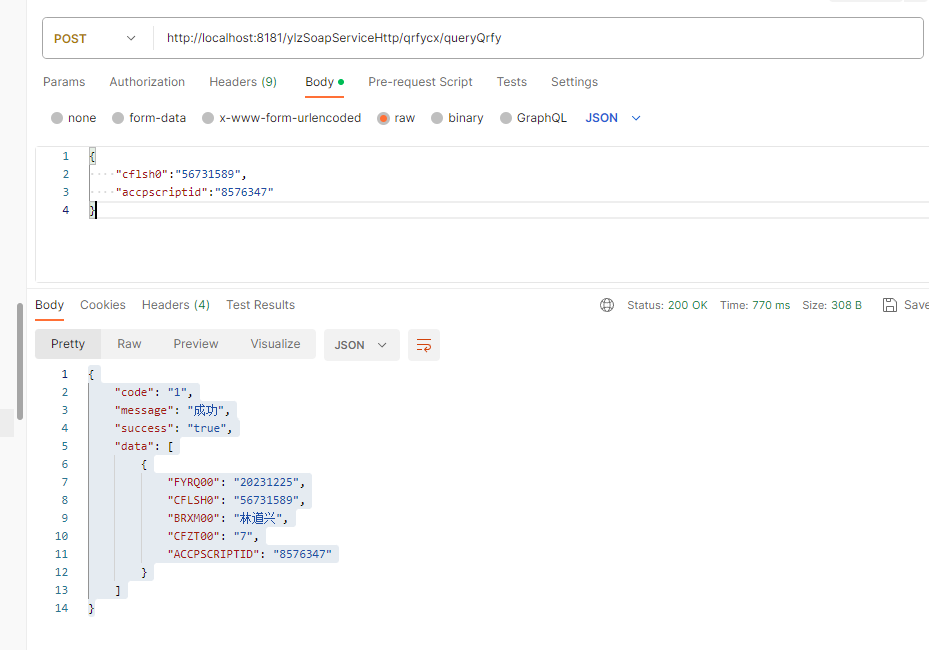 POST http://localhost:8181/ylzSoapServiceHttp/qrfycx/queryQrfy
Params Authorization Headers (9) Body Pre-request Script Tests Settings
none form-data x-www-form-urlencoded raw binary GraphQL JSON
1 {
2 "cflsh0":"56731589",
3 "accpscriptid":"8576347"
4 }
Body Cookies Headers (4) Test Results Status: 200 OK Time: 770 ms Size: 308 B Save
Pretty Raw Preview Visualize JSON
1 {
2 "code": "1",
3 "message": "成功",
4 "success": "true",
5 "data": [
6 {
7 "FYRQ00": "20231225",
8 "CFLSH0": "56731589",
9 "BRXM00": "林道兴",
10 "CFZT00": "7",
11 "ACCPSCRIPTID": "8576347"
12 }
13 ]
14 }